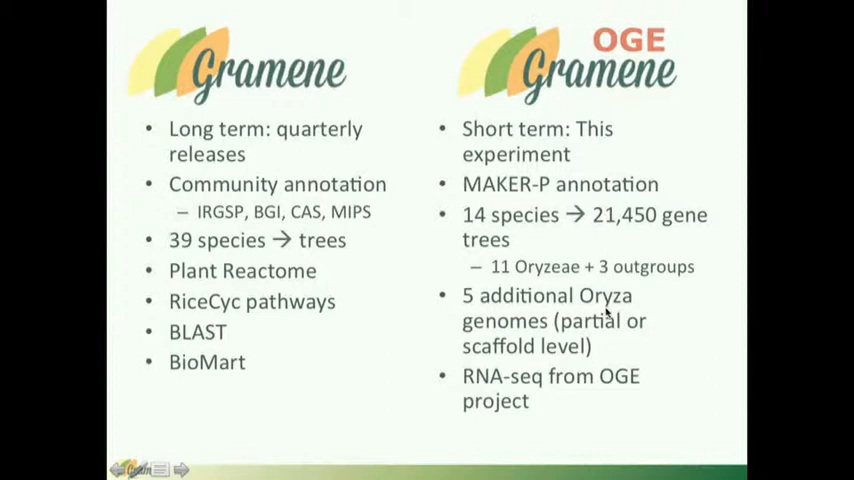 Gramene
• Long term: quarterly
releases
• Community annotation
– IRGSP, BGI, CAS, MIPS
• 39 species → trees
• Plant Reactome
• RiceCyc pathways
• BLAST
• BioMart
OGE
Gramene
• Short term: This
experiment
• MAKER-P annotation
• 14 species → 21,450 gene
trees
– 11 Oryzeae + 3 outgroups
• 5 additional Oryza
genomes (partial or
scaffold level)
• RNA-seq from OGE
project